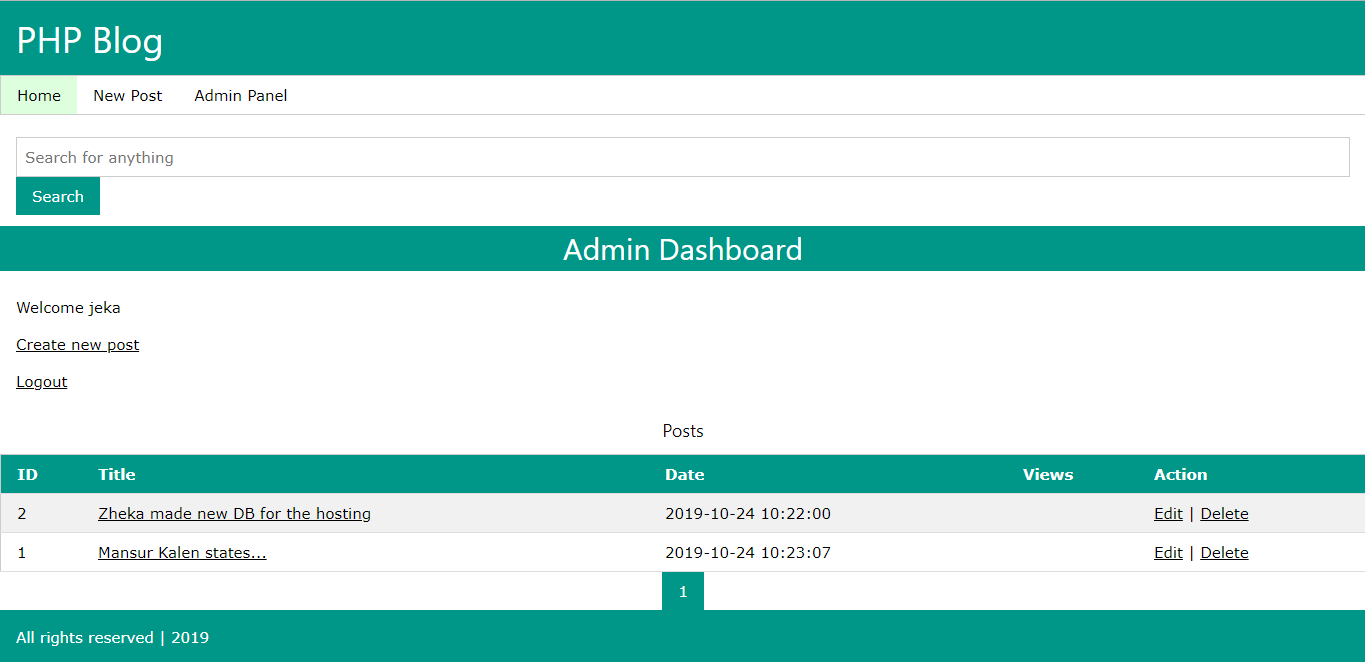 PHP Blog
Home New Post Admin Panel
Search for anything
Search
Admin Dashboard
Welcome jeka
Create new post
Logout
Posts
ID Title Date Views Action
2 Zheka made new DB for the hosting 2019-10-24 10:22:00 Edit | Delete
1 Mansur Kalen states... 2019-10-24 10:23:07 Edit | Delete
1
All rights reserved | 2019